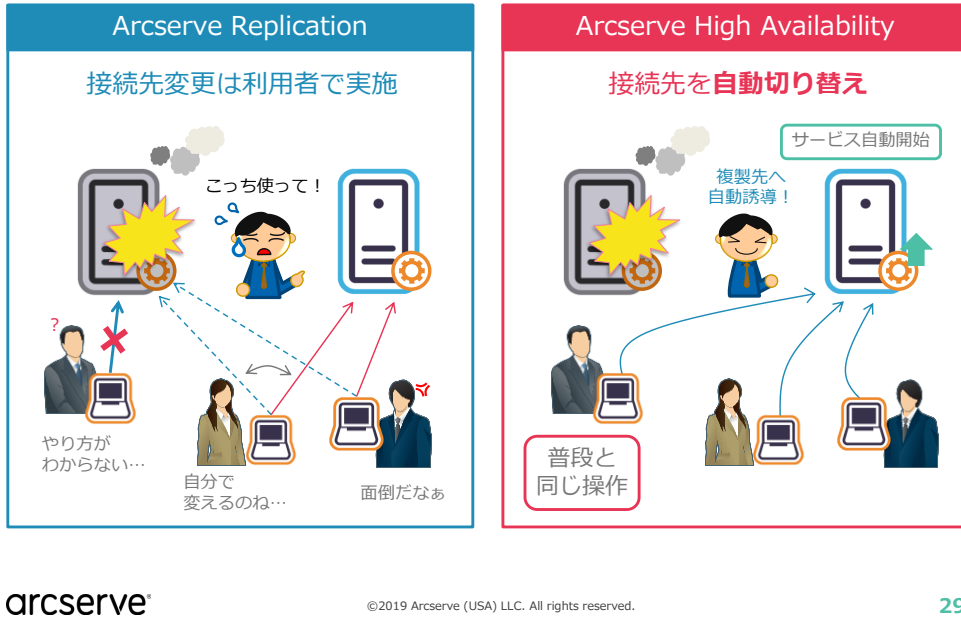 Arcserve Replication
接続先変更は利用者で実施
こっち使って！
?
やり方が
わからない…
自分で
変えるのね…
面倒だなぁ
Arcserve High Availability
接続先を自動切り替え
サービス自動開始
複製先へ
自動誘導！
普段と
同じ操作
arcserve®
©2019 Arcserve (USA) LLC. All rights reserved.
29